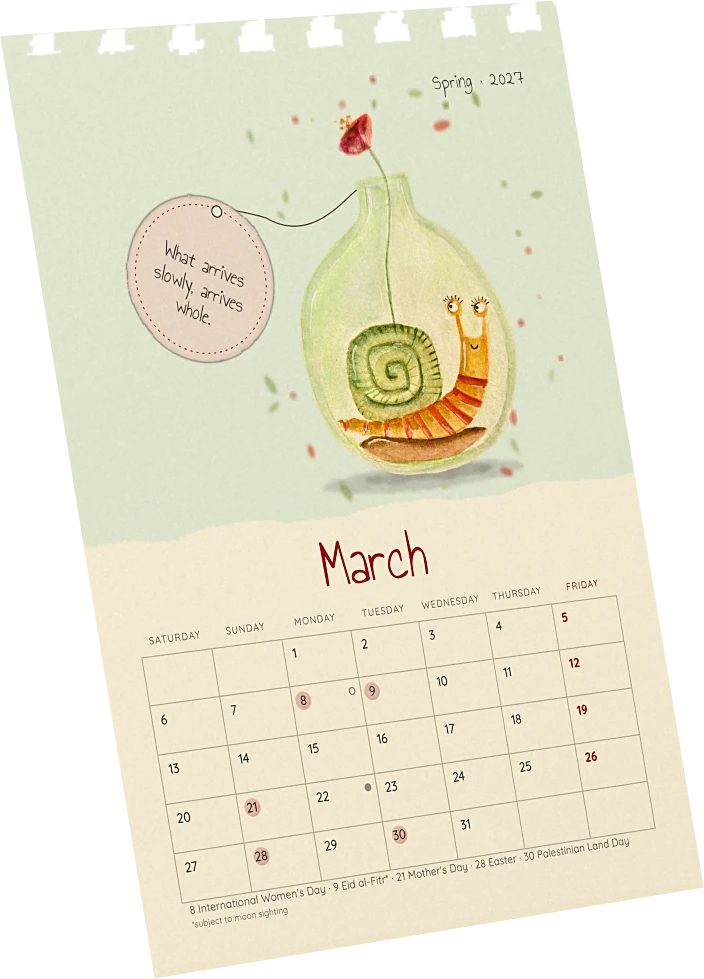 Spring · 2027
What arrives
slowly, arrives
whole.
March
SATURDAY SUNDAY MONDAY TUESDAY WEDNESDAY THURSDAY FRIDAY
1 2 3 4 5
6 7 8 9 10 11 12
13 14 15 16 17 18 19
20 21 22 23 24 25 26
27 28 29 30 31
8 International Women's Day · 9 Eid al-Fitr* · 21 Mother's Day · 28 Easter · 30 Palestinian Land Day
*subject to moon sighting